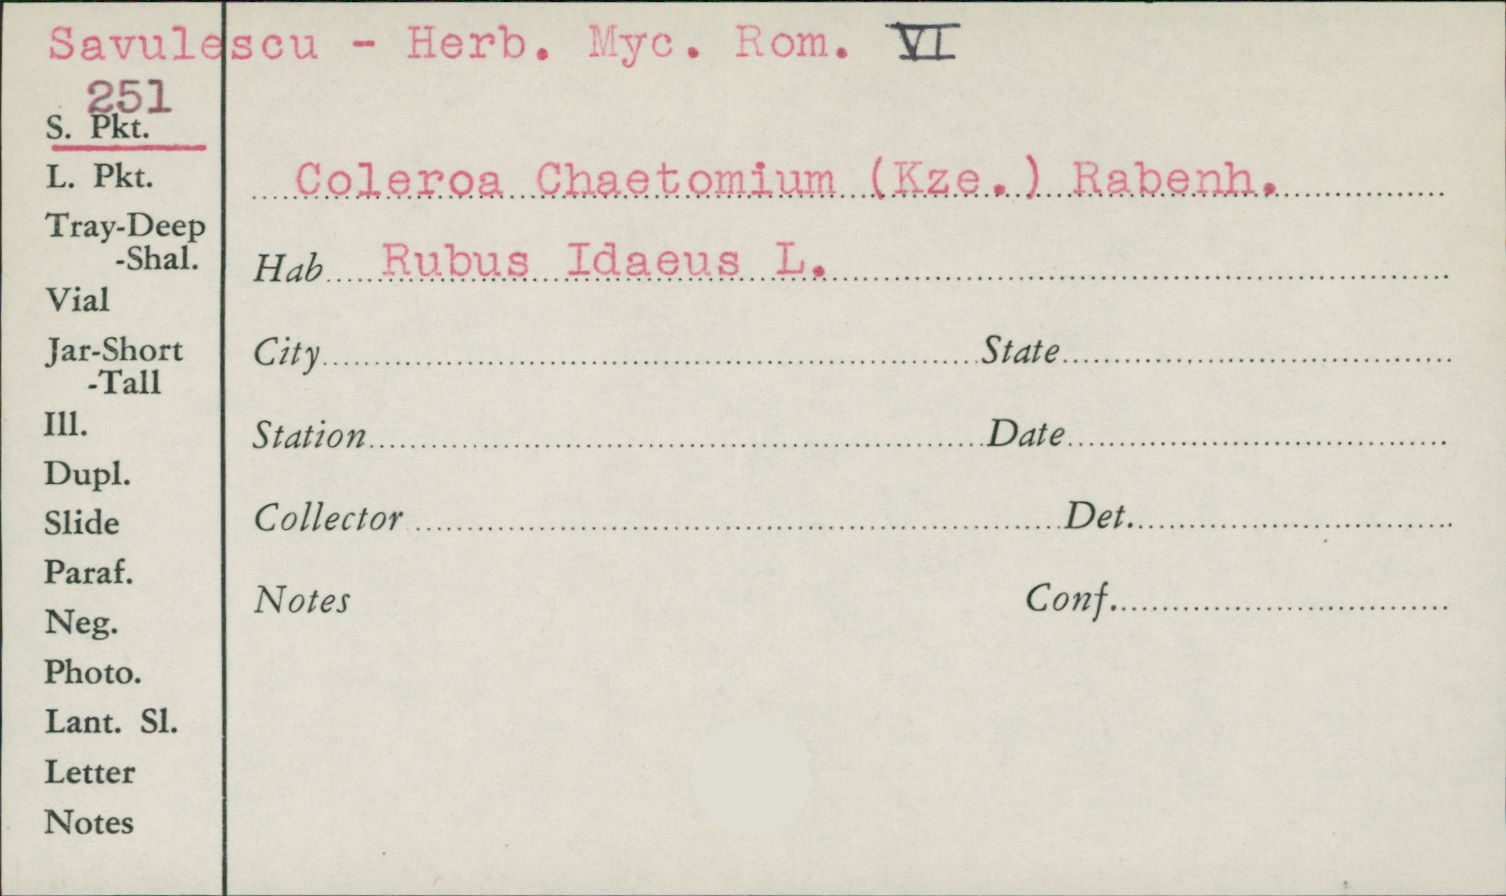 Savulescu - Herb. Myc. Rom. VI
251
S. Pkt.
L. Pkt.
Tray-Deep
-Shal.
Vial
Jar-Short
-Tall
Ill.
Dupl.
Slide
Paraf.
Neg.
Photo.
Lant. Sl.
Letter
Notes
Coleroa Chaetomium (Kze.) Rabenh.
Hab Rubus Idaeus L.
City State
Station Date
Collector Det.
Notes Conf.